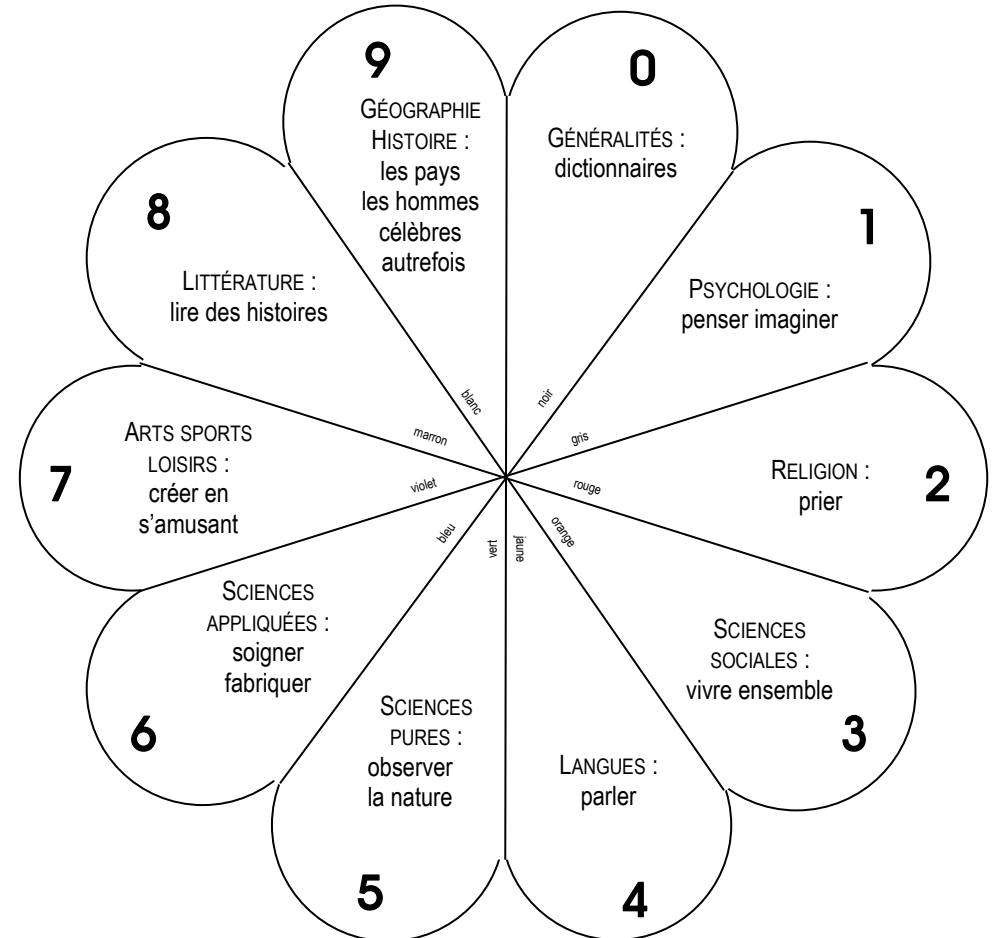 0
GÉNÉRALITÉS :
dictionnaires
noir
1
PSYCHOLOGIE :
penser imaginer
gris
2
RELIGION :
prier
rouge
3
SCIENCES
SOCIALES :
vivre ensemble
orange
4
LANGUES :
parler
jaune
5
SCIENCES
PURES :
observer
la nature
vert
6
SCIENCES
APPLIQUÉES :
soigner
fabriquer
bleu
7
ARTS SPORTS
LOISIRS :
créer en
s’amusant
violet
8
LITTÉRATURE :
lire des histoires
marron
9
GÉOGRAPHIE
HISTOIRE :
les pays
les hommes
célèbres
autrefois
blanc